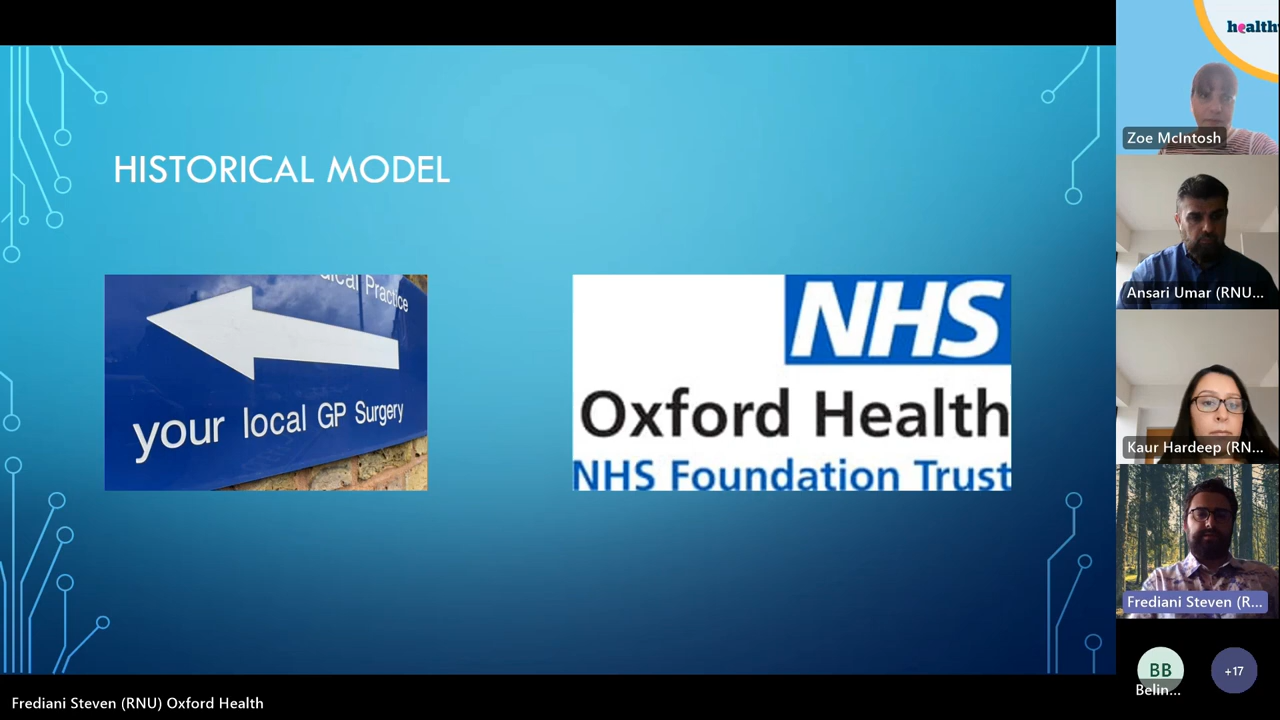 HISTORICAL MODEL
Practice
your local GP Surgery
NHS
Oxford Health
NHS Foundation Trust
health
Zoe McIntosh
Ansari Umar (RNU...
Kaur Hardeep (RN...
Frediani Steven (R...
BB
Belin...
+17
Frediani Steven (RNU) Oxford Health